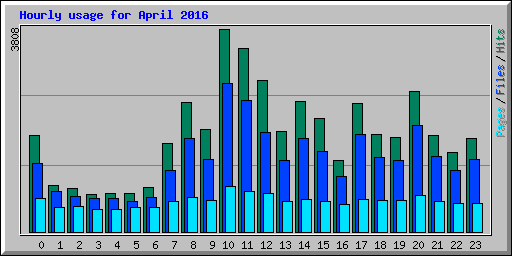 Hourly usage for April 2016
3808
Pages/Files/Hits
0 1 2 3 4 5 6 7 8 9 10 11 12 13 14 15 16 17 18 19 20 21 22 23